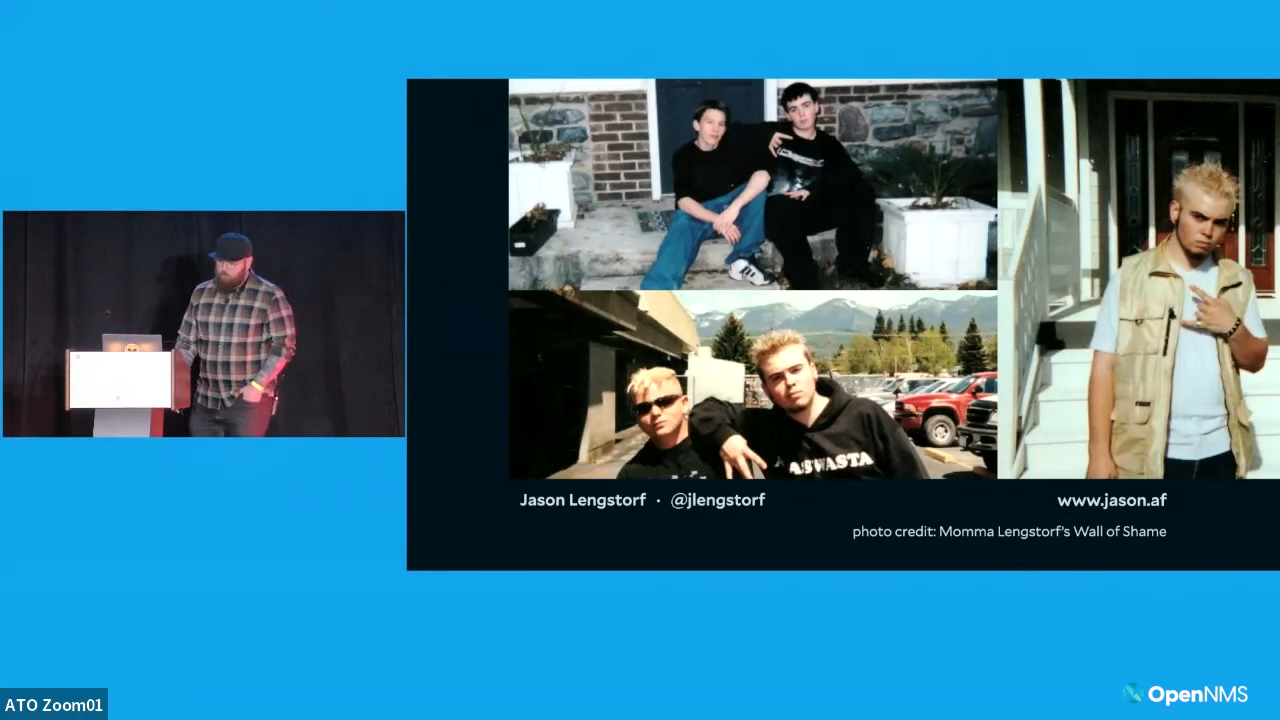 ASWASTA
Jason Lengstorf · @jlengstorf
www.jason.af
photo credit: Momma Lengstorf's Wall of Shame
OpenNMS
ATO Zoom01